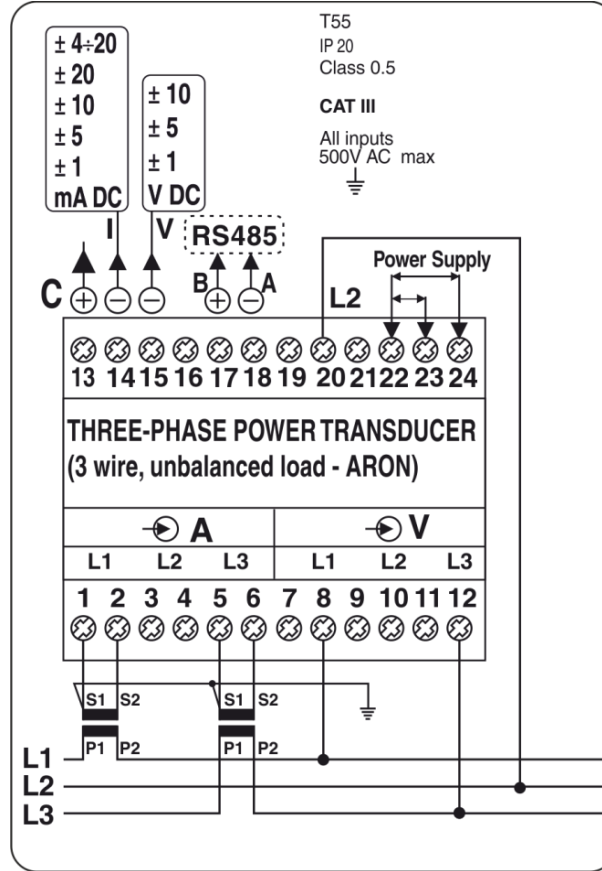 ± 4÷20
± 20
± 10
± 5
± 1
mA DC
± 10
± 5
± 1
V DC
T55
IP 20
Class 0.5
CAT III
All inputs
500V AC max
I
V
RS485
B
A
C
L2
Power Supply
13 14 15 16 17 18 19 20 21 22 23 24
THREE-PHASE POWER TRANSDUCER
(3 wire, unbalanced load - ARON)
A
V
L1 L2 L3 L1 L2 L3
1 2 3 4 5 6 7 8 9 10 11 12
S1 S2 S1 S2
P1 P2 P1 P2
L1
L2
L3